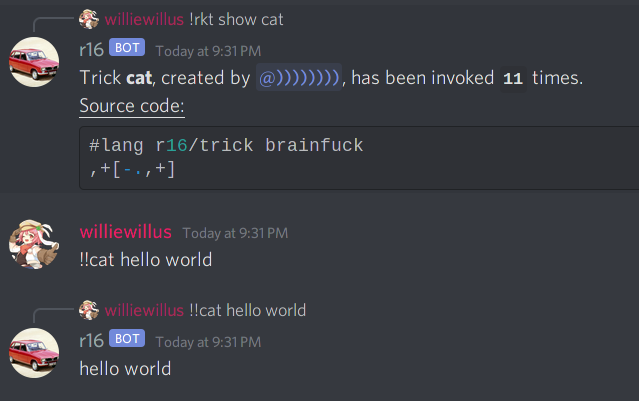 williewillus !rkt show cat
r16 BOT Today at 9:31 PM
Trick cat, created by @)))))))), has been invoked 11 times.
Source code:
#lang r16/trick brainfuck
,+[-.,+]
williewillus Today at 9:31 PM
!!cat hello world
williewillus !!cat hello world
r16 BOT Today at 9:31 PM
hello world